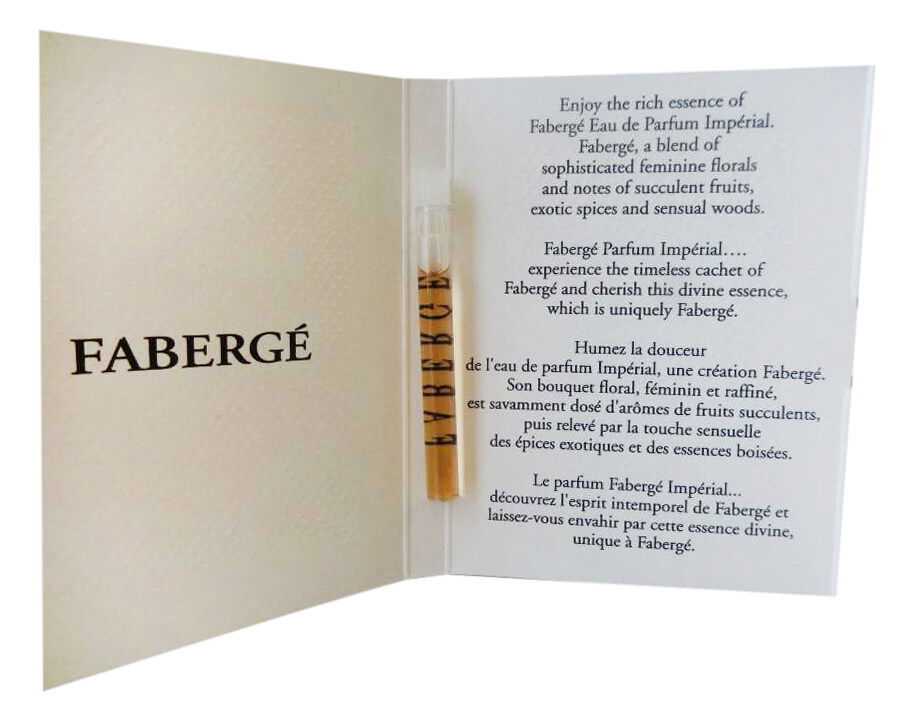 FABERGÉ
FABERGE
Enjoy the rich essence of
Fabergé Eau de Parfum Impérial.
Fabergé, a blend of
sophisticated feminine florals
and notes of succulent fruits,
exotic spices and sensual woods.
Fabergé Parfum Impérial....
experience the timeless cachet of
Fabergé and cherish this divine essence,
which is uniquely Fabergé.
Humez la douceur
de l'eau de parfum Impérial, une création Fabergé.
Son bouquet floral, féminin et raffiné,
est savamment dosé d'arômes de fruits succulents,
puis relevé par la touche sensuelle
des épices exotiques et des essences boisées.
Le parfum Fabergé Impérial...
découvrez l'esprit intemporel de Fabergé et
laissez-vous envahir par cette essence divine,
unique à Fabergé.